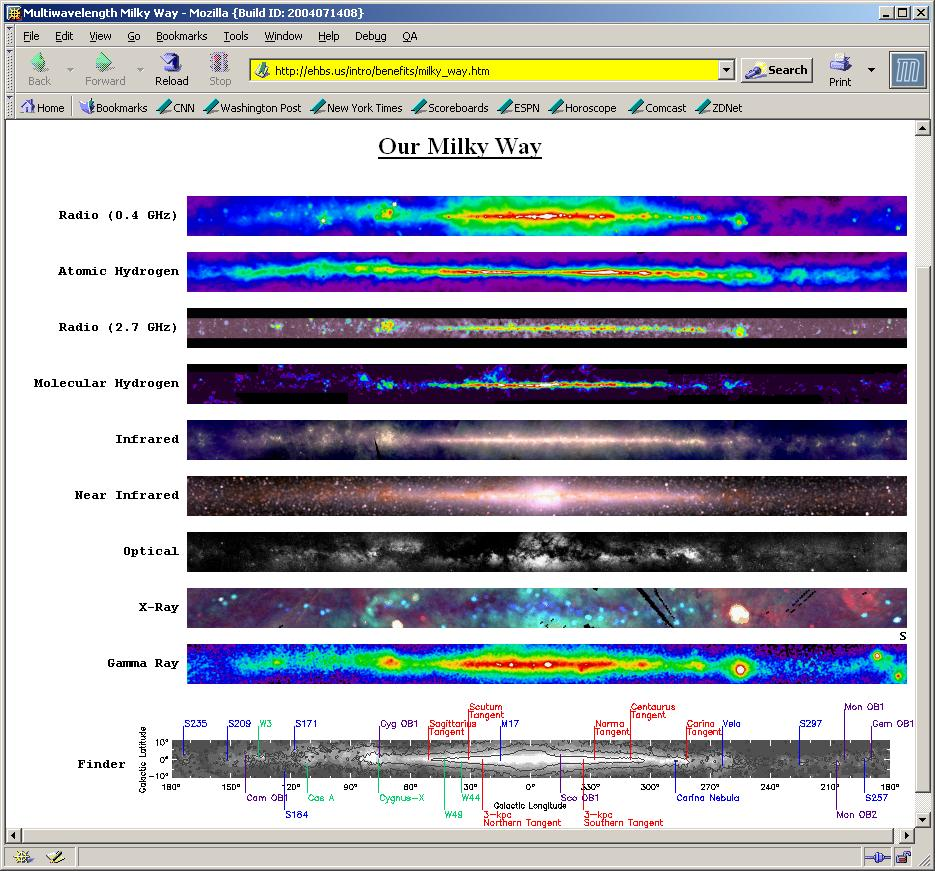 Multiwavelength Milky Way - Mozilla {Build ID: 2004071408}
File Edit View Go Bookmarks Tools Window Help Debug QA
Back Forward Reload Stop http://ehbs.us/intro/benefits/milky_way.htm Search Print
Home Bookmarks CNN Washington Post New York Times Scoreboards ESPN Horoscope Comcast ZDNet
Our Milky Way
Radio (0.4 GHz)
Atomic Hydrogen
Radio (2.7 GHz)
Molecular Hydrogen
Infrared
Near Infrared
Optical
X-Ray
S
Gamma Ray
Scutum Tangent Centaurus Tangent Mon OB1
S235 S209 W3 S171 Cyg OB1 Sagittarius Tangent M17 Norma Tangent Carina Tangent Vela S297 Gem OB1
Finder
Galactic Latitude
10°
0°
-10°
180° 150° 120° 90° 60° 30° 0° 330° 300° 270° 240° 210° 180°
Cam OB1 Cas A Cygnus-X W44 Sco OB1 Carina Nebula S257
Galactic Longitude
S184 W49 3-kpc Northern Tangent 3-kpc Southern Tangent Mon OB2